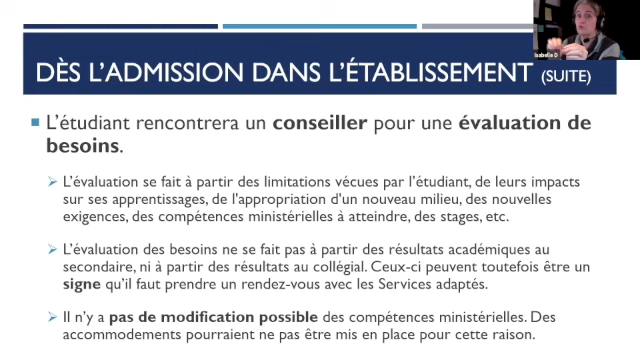 Isabelle D
DÈS L'ADMISSION DANS L'ÉTABLISSEMENT (SUITE)
L'étudiant rencontrera un conseiller pour une évaluation de
besoins.
L'évaluation se fait à partir des limitations vécues par l'étudiant, de leurs impacts
sur ses apprentissages, de l'appropriation d'un nouveau milieu, des nouvelles
exigences, des compétences ministérielles à atteindre, des stages, etc.
L'évaluation des besoins ne se fait pas à partir des résultats académiques au
secondaire, ni à partir des résultats au collégial. Ceux-ci peuvent toutefois être un
signe qu'il faut prendre un rendez-vous avec les Services adaptés.
Il n'y a pas de modification possible des compétences ministérielles. Des
accommodements pourraient ne pas être mis en place pour cette raison.